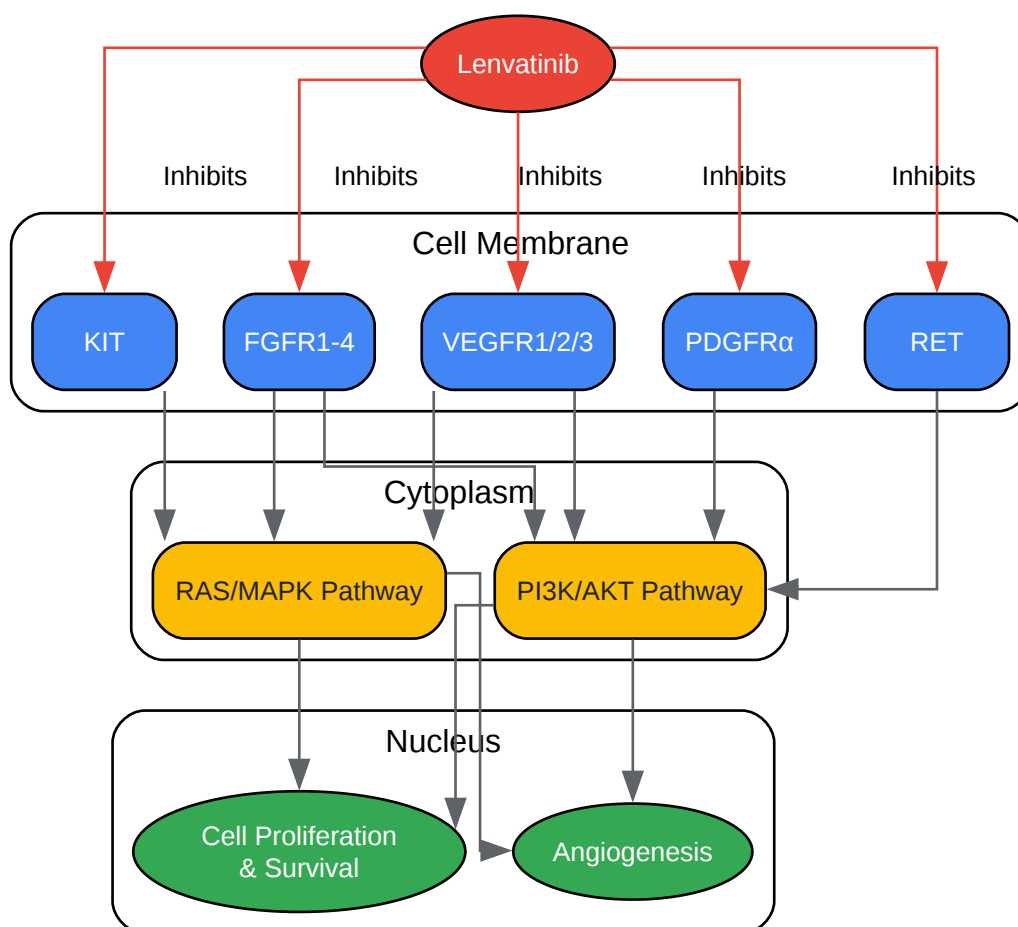 Lenvatinib
Inhibits
Inhibits
Inhibits
Inhibits
Inhibits
Cell Membrane
KIT
FGFR1-4
VEGFR1/2/3
PDGFRα
RET
Cytoplasm
RAS/MAPK Pathway
PI3K/AKT Pathway
Nucleus
Cell Proliferation
& Survival
Angiogenesis